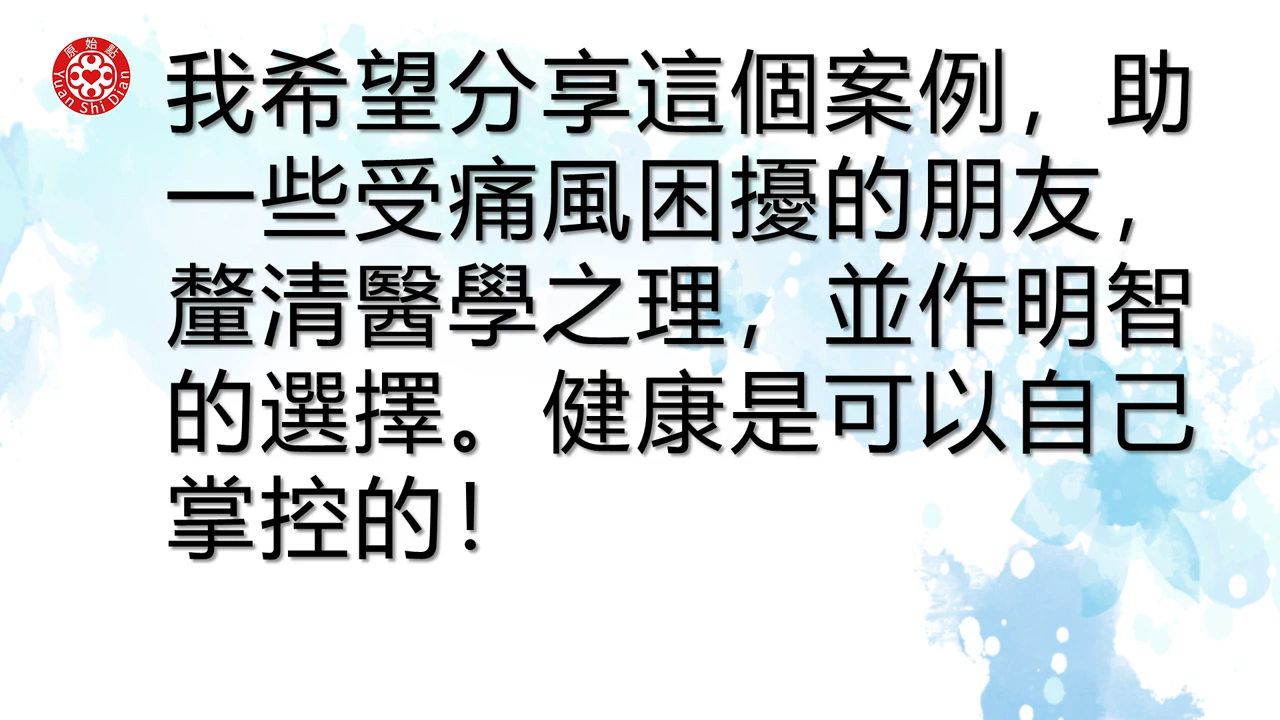 原始點
Yuan Shi Dian
我希望分享這個案例，助
一些受痛風困擾的朋友，
釐清醫學之理，並作明智
的選擇。健康是可以自己
掌控的！